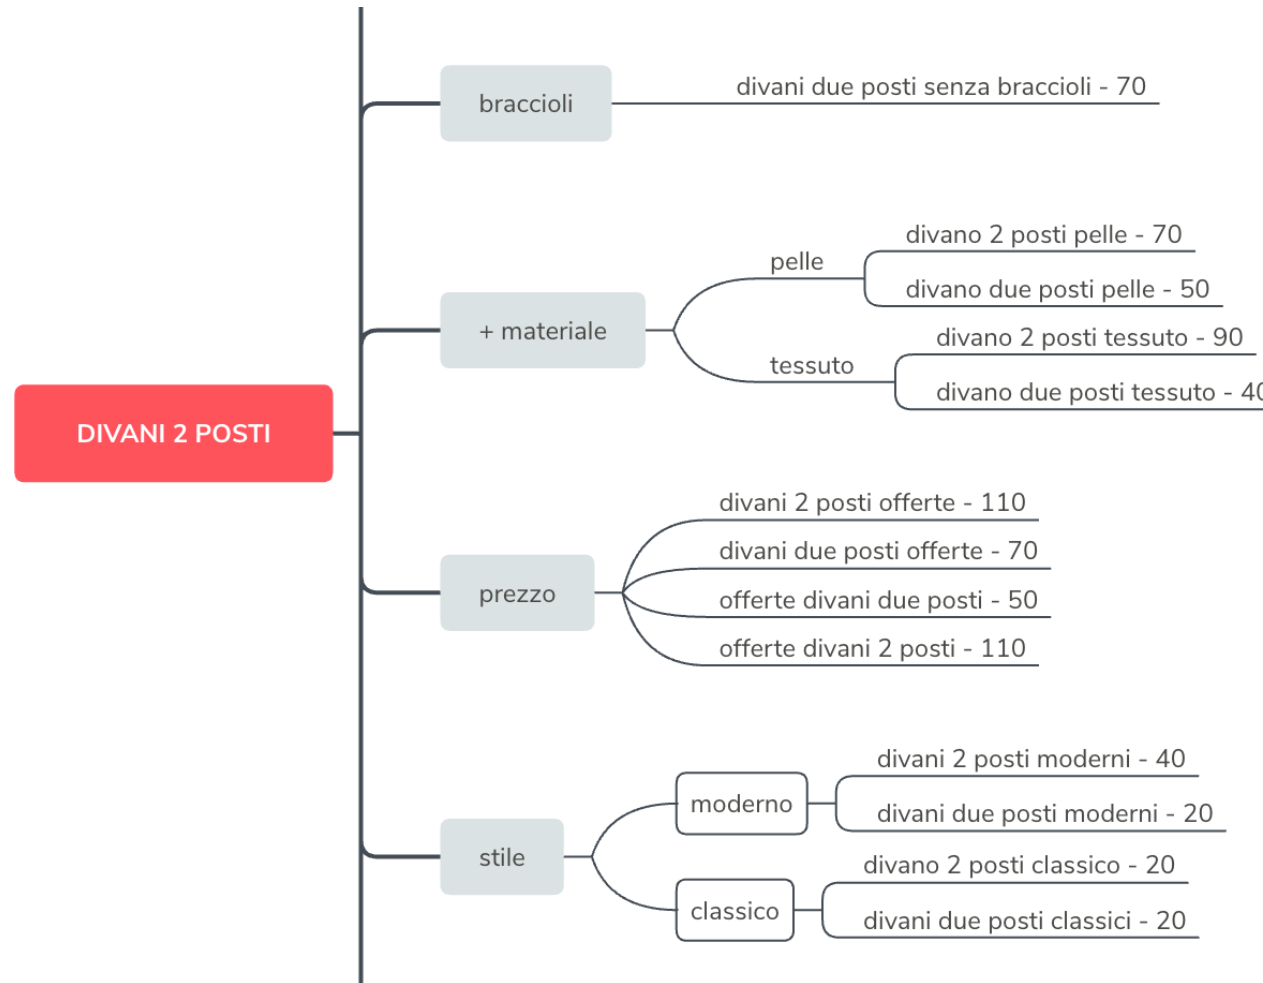 DIVANI 2 POSTI
braccioli
divani due posti senza braccioli - 70
+ materiale
pelle
divano 2 posti pelle - 70
divano due posti pelle - 50
tessuto
divano 2 posti tessuto - 90
divano due posti tessuto - 40
prezzo
divani 2 posti offerte - 110
divani due posti offerte - 70
offerte divani due posti - 50
offerte divani 2 posti - 110
stile
moderno
divani 2 posti moderni - 40
divani due posti moderni - 20
classico
divano 2 posti classico - 20
divani due posti classici - 20